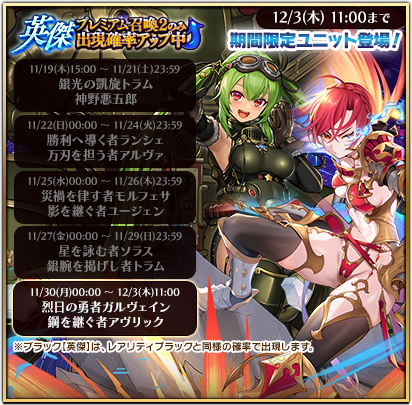 英傑
プレミアム召喚2のみ
出現確率アップ中
12/3(木) 11:00まで
期間限定ユニット登場!
11/19(木)15:00 ～ 11/21(土)23:59
銀光の凱旋トラム
神野悪五郎
11/22(日)00:00 ～ 11/24(火)23:59
勝利へ導く者ランシェ
万刃を担う者アルヴァ
11/25(水)00:00 ～ 11/26(木)23:59
災禍を律す者モルフェサ
影を継ぐ者ユージェン
11/27(金)00:00 ～ 11/29(日)23:59
星を詠む者ソラス
銀腕を掲げし者トラム
11/30(月)00:00 ～ 12/3(木)11:00
烈日の勇者ガルヴェイン
鋼を継ぐ者アヴリック
※ブラック【英傑】は、レアリティブラックと同様の確率で出現します。